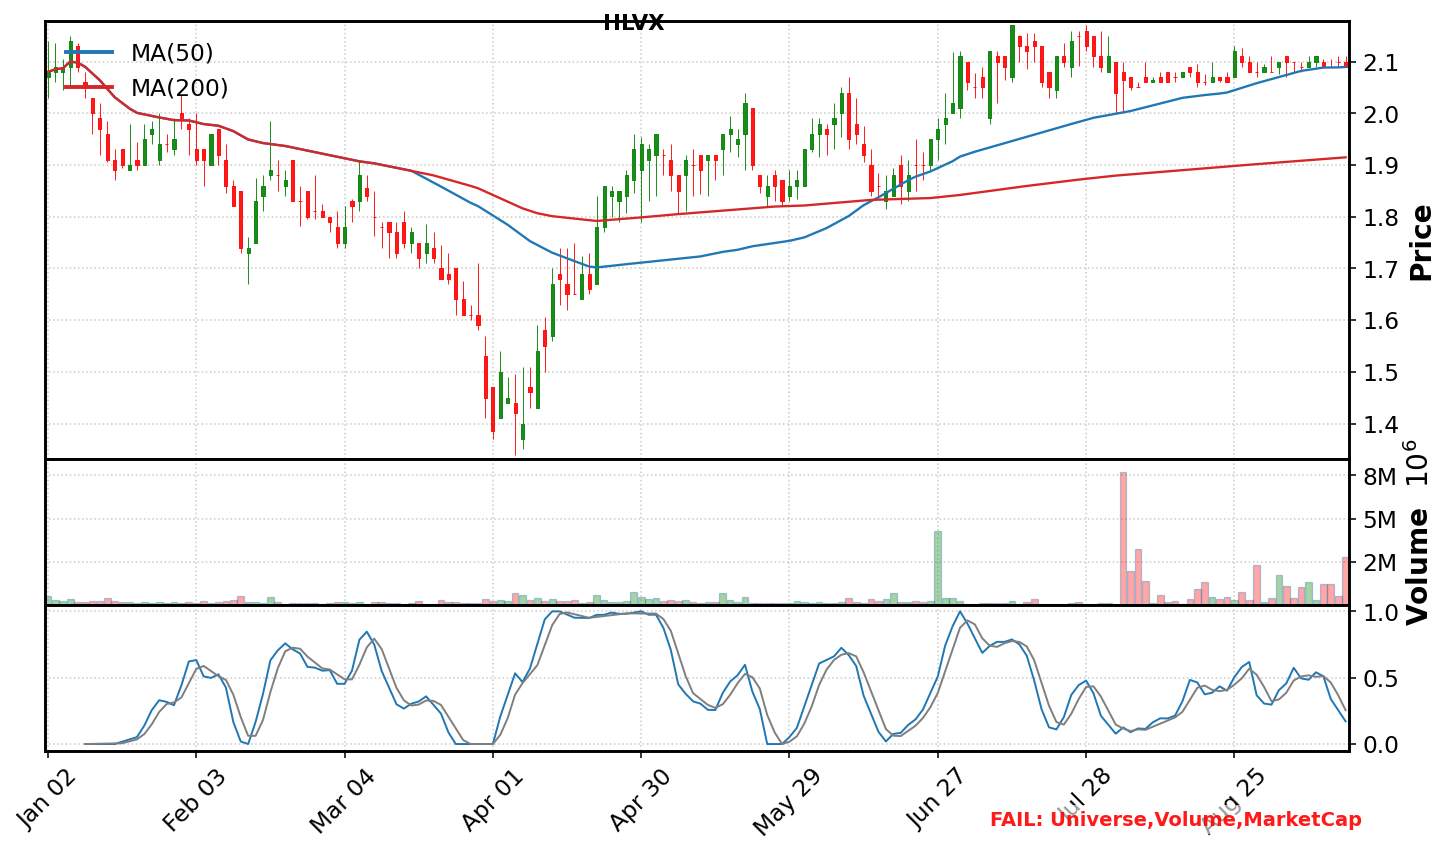 HLVX
MA(50)
MA(200)
2.1
2.0
1.9
1.8
1.7
1.6
1.5
1.4
Price
8M
5M
2M
Volume 10^6
1.0
0.5
0.0
Jan 02
Feb 03
Mar 04
Apr 01
Apr 30
May 29
Jun 27
Jul 28
Aug 25
FAIL: Universe,Volume,MarketCap